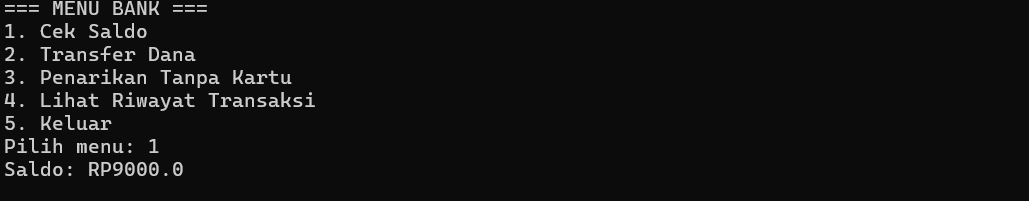 === MENU BANK ===
1. Cek Saldo
2. Transfer Dana
3. Penarikan Tanpa Kartu
4. Lihat Riwayat Transaksi
5. Keluar
Pilih menu: 1
Saldo: RP9000.0